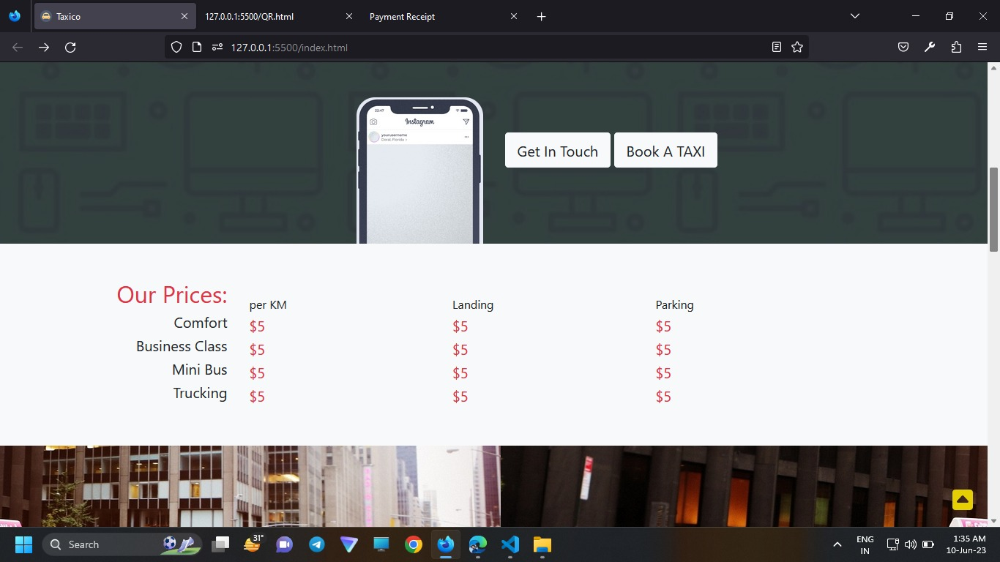 Taxico
127.0.0.1:5500/QR.html
Payment Receipt
127.0.0.1:5500/index.html
22:47
Instagram
yourusername
Doral, Florida >
Get In Touch
Book A TAXI
Our Prices:
per KM Landing Parking
Comfort $5 $5 $5
Business Class $5 $5 $5
Mini Bus $5 $5 $5
Trucking $5 $5 $5
Search
31°
ENG
IN
1:35 AM
10-Jun-23